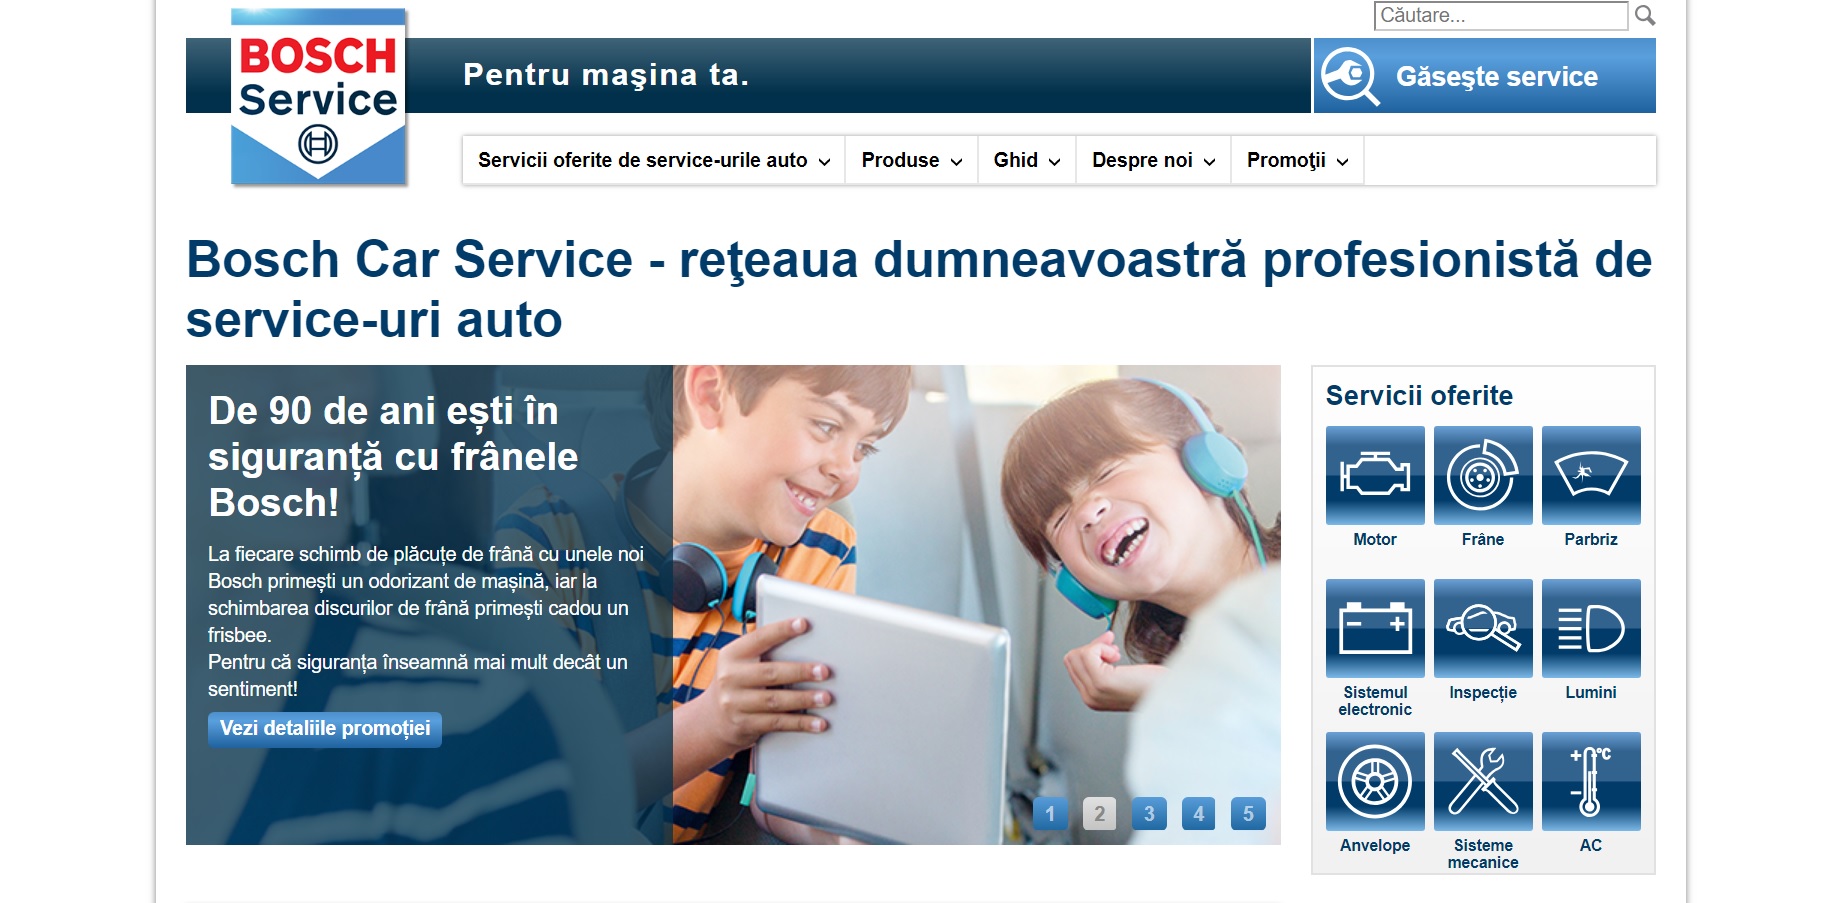 Căutare...
BOSCH
Service
Pentru maşina ta.
Găseşte service
Servicii oferite de service-urile auto
Produse
Ghid
Despre noi
Promoţii
Bosch Car Service - reţeaua dumneavoastră profesionistă de
service-uri auto
De 90 de ani ești în
siguranță cu frânele
Bosch!
La fiecare schimb de plăcuțe de frână cu unele noi
Bosch primești un odorizant de mașină, iar la
schimbarea discurilor de frână primești cadou un
frisbee.
Pentru că siguranța înseamnă mai mult decât un
sentiment!
Vezi detaliile promoției
1 2 3 4 5
Servicii oferite
Motor
Frâne
Parbriz
Sistemul
electronic
Inspecție
Lumini
+ °C
Anvelope
Sisteme
mecanice
AC